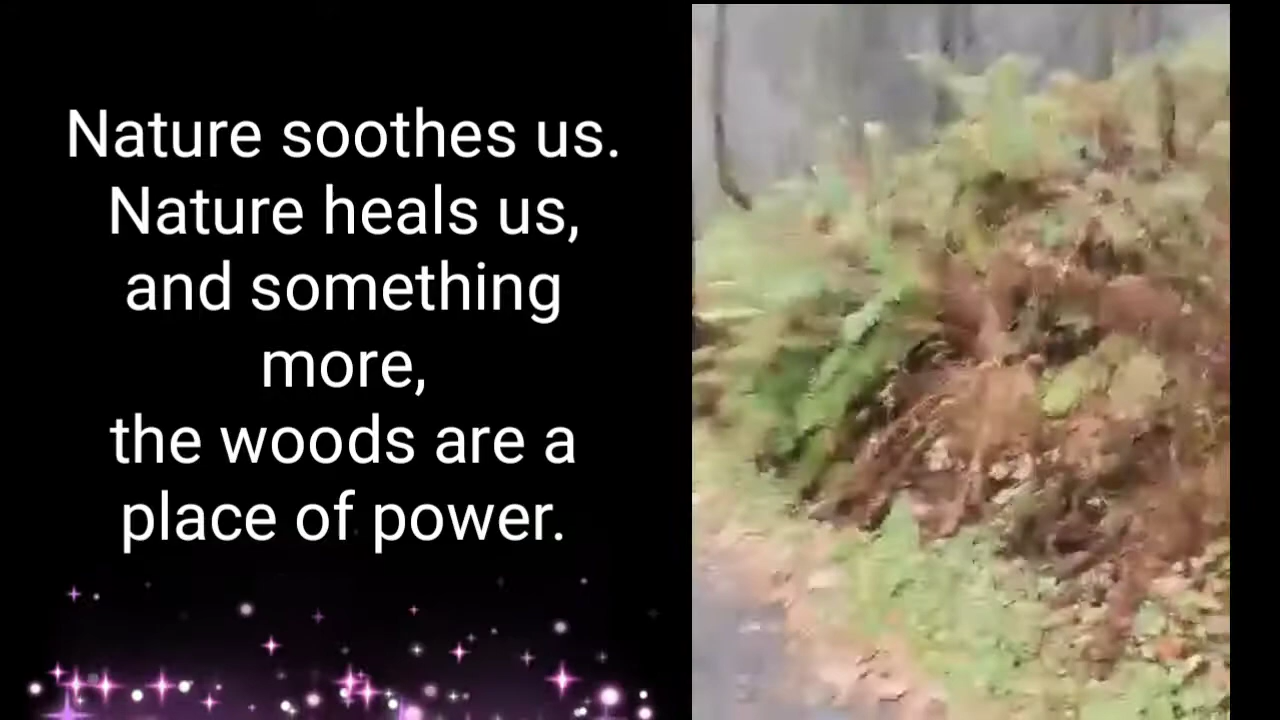 Nature soothes us.
Nature heals us,
and something
more,
the woods are a
place of power.